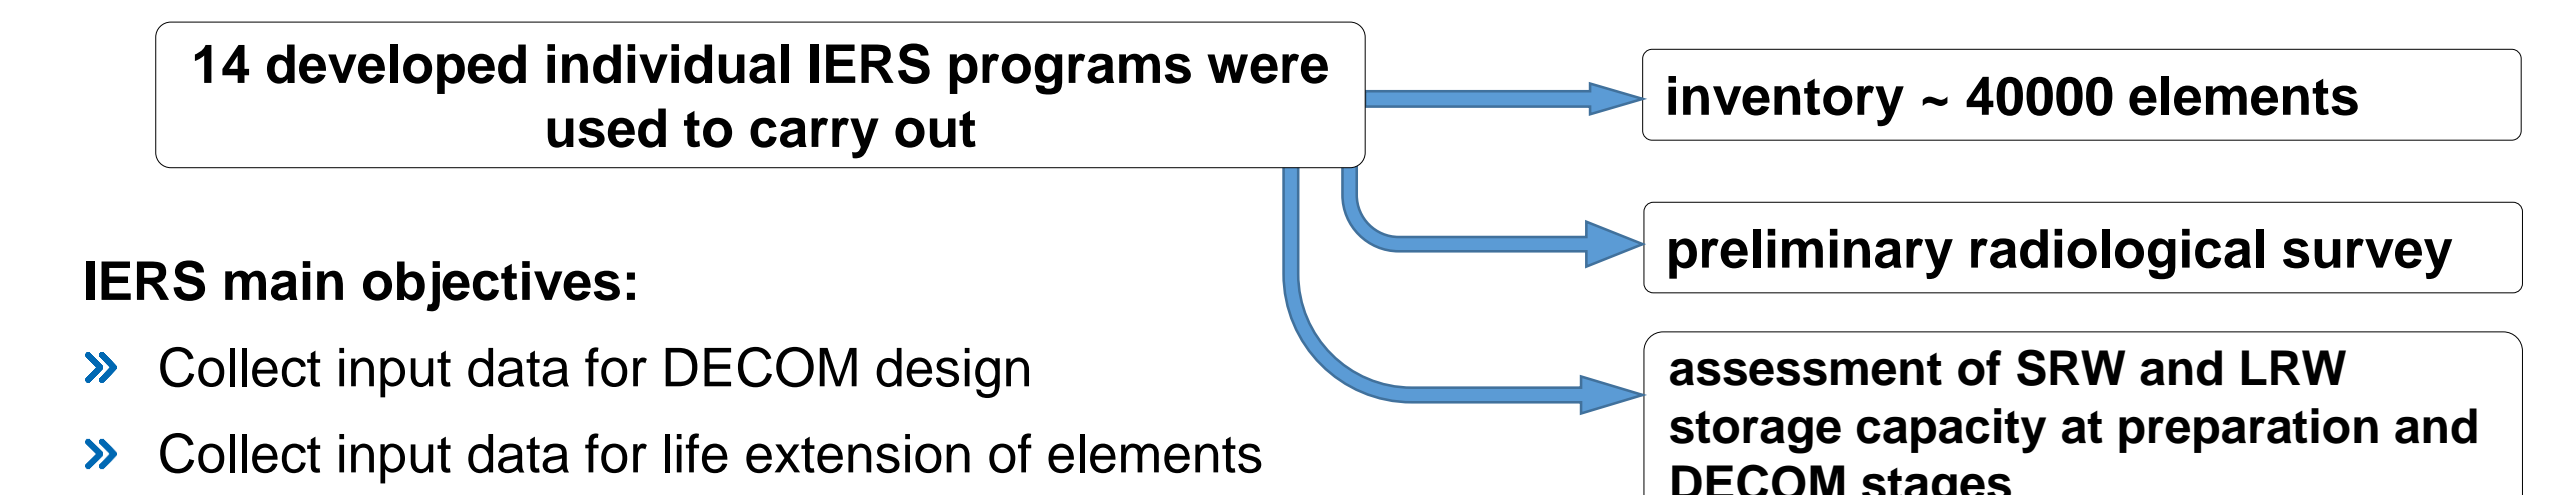 14 developed individual IERS programs were
used to carry out
inventory ~ 40000 elements
preliminary radiological survey
assessment of SRW and LRW
storage capacity at preparation and
DECOM stages
IERS main objectives:
» Collect input data for DECOM design
» Collect input data for life extension of elements